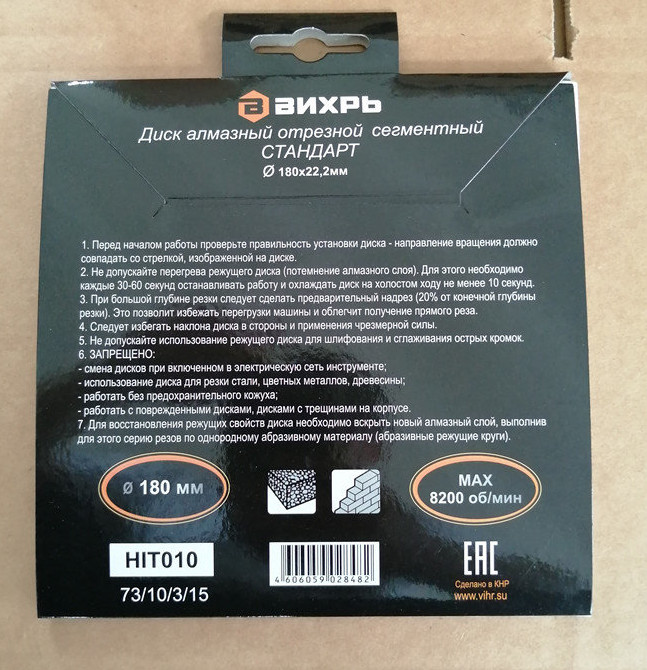 В ВИХРЬ
Диск алмазный отрезной сегментный
СТАНДАРТ
Ø 180х22,2мм
1. Перед началом работы проверьте правильность установки диска - направление вращения должно
совпадать со стрелкой, изображенной на диске.
2. Не допускайте перегрева режущего диска (потемнение алмазного слоя). Для этого необходимо
каждые 30-60 секунд останавливать работу и охлаждать диск на холостом ходу не менее 10 секунд.
3. При большой глубине резки следует сделать предварительный надрез (20% от конечной глубины
резки). Это позволит избежать перегрузки машины и облегчит получение прямого реза.
4. Следует избегать наклона диска в стороны и применения чрезмерной силы.
5. Не допускайте использование режущего диска для шлифования и сглаживания острых кромок.
6. ЗАПРЕЩЕНО:
- смена дисков при включенном в электрическую сеть инструменте;
- использование диска для резки стали, цветных металлов, древесины;
- работать без предохранительного кожуха;
- работать с поврежденными дисками, дисками с трещинами на корпусе.
7. Для восстановления режущих свойств диска необходимо вскрыть новый алмазный слой, выполнив
для этого серию резов по однородному абразивному материалу (абразивные режущие круги).
Ø 180 мм
MAX
8200 об/мин
HIT010
73/10/3/15
4 606059 028482
EAC
Сделано в КНР
www.vihr.su